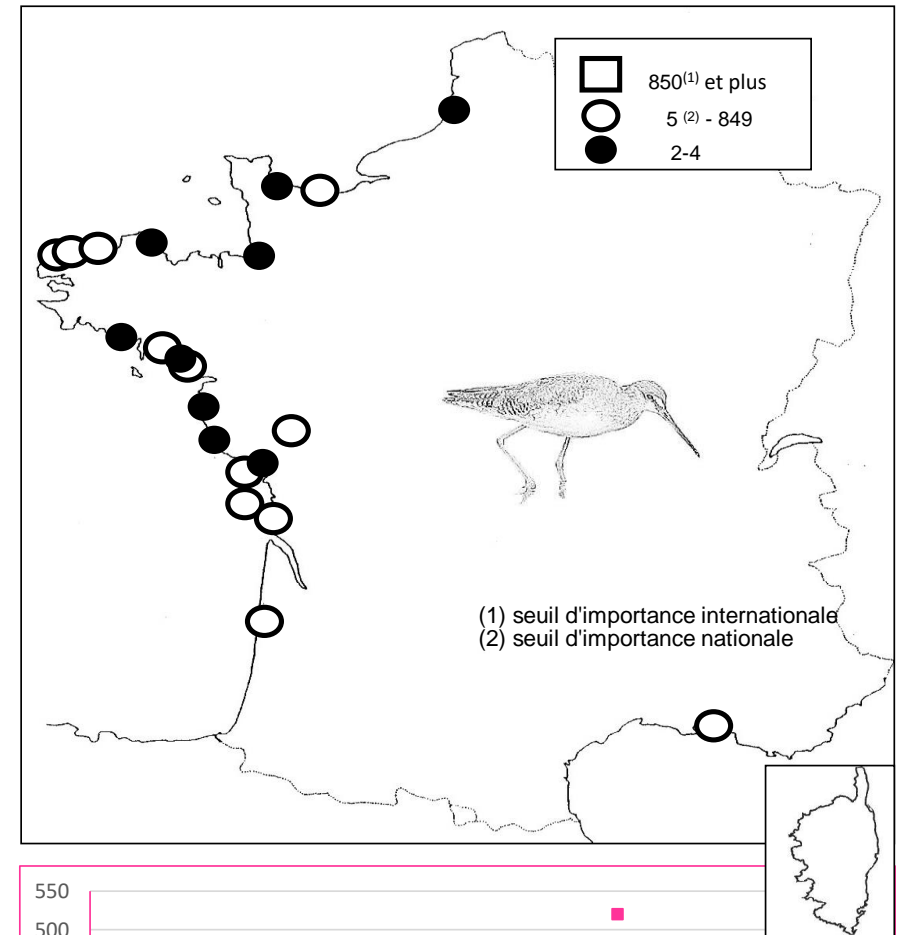 850(1) et plus
5 (2) - 849
2-4
(1) seuil d'importance internationale
(2) seuil d'importance nationale
550
500